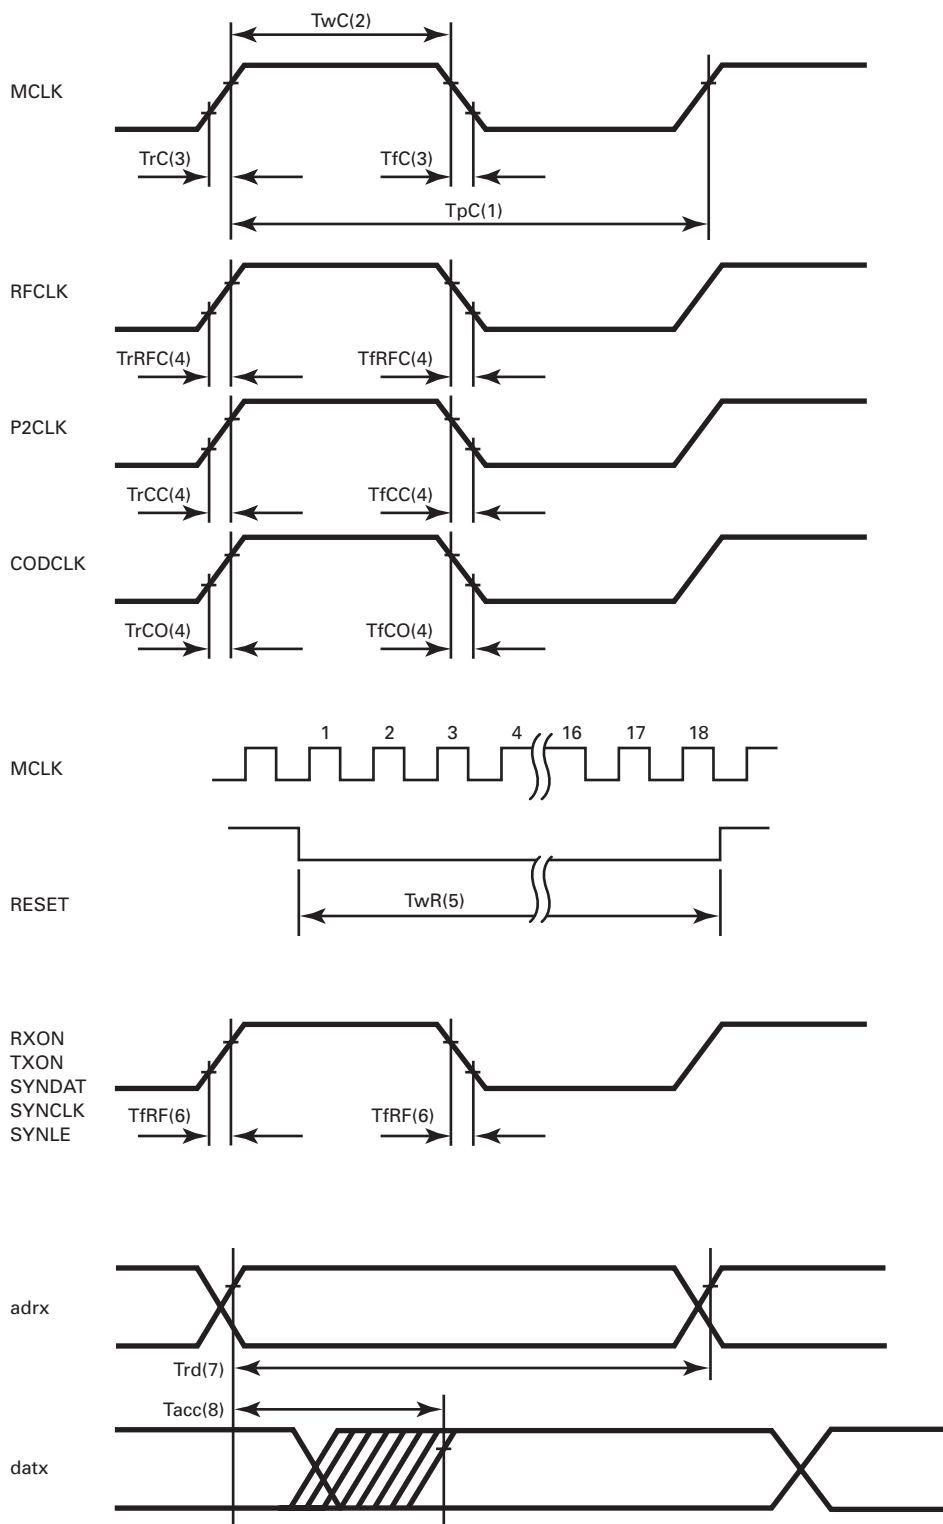 TwC(2)
MCLK
TrC(3) TfC(3)
TpC(1)
RFCLK
TrRFC(4) TfRFC(4)
P2CLK
TrCC(4) TfCC(4)
CODCLK
TrCO(4) TfCO(4)
1 2 3 4 16 17 18
MCLK
RESET
TwR(5)
RXON
TXON
SYNDAT
SYNCLK
SYNLE
TfRF(6) TfRF(6)
adrx
Trd(7)
Tacc(8)
datx